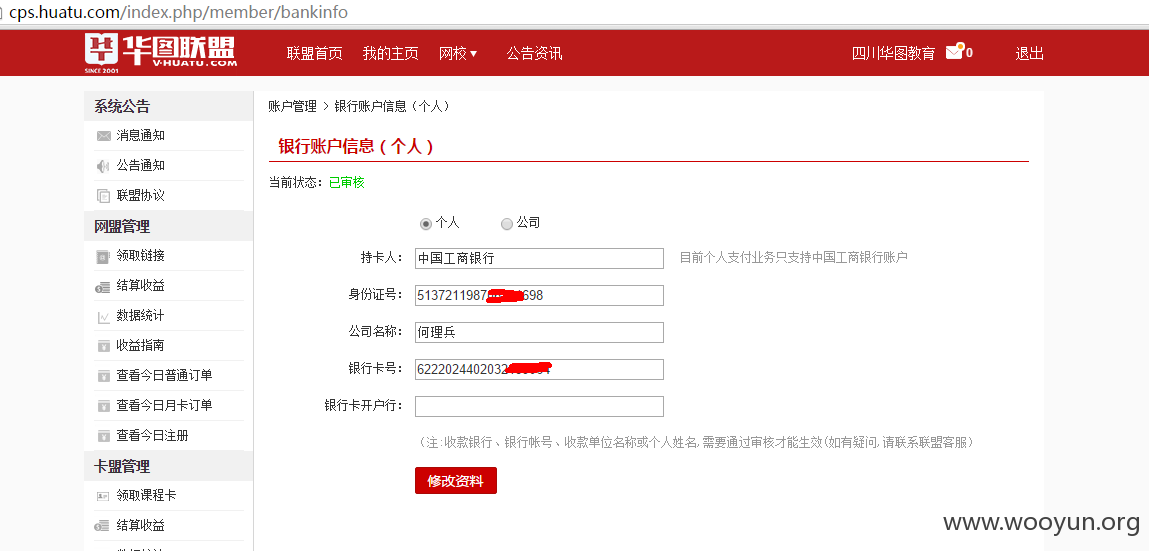 cps.huatu.com/index.php/member/bankinfo
华图联盟
SINCE 2001 V·HUATU.COM
联盟首页 我的主页 网校▼ 公告资讯 四川华图教育 0 退出
系统公告
消息通知
公告通知
联盟协议
网盟管理
领取链接
结算收益
数据统计
收益指南
查看今日普通订单
查看今日月卡订单
查看今日注册
卡盟管理
领取课程卡
结算收益
账户管理 > 银行账户信息（个人）
银行账户信息（个人）
当前状态：已审核
个人 公司
持卡人： 中国工商银行 目前个人支付业务只支持中国工商银行账户
身份证号： 5137211987 698
公司名称： 何理兵
银行卡号： 622202440203
银行卡开户行：
（注:收款银行、银行帐号、收款单位名称或个人姓名,需要通过审核才能生效(如有疑问,请联系联盟客服）
修改资料
www.wooyun.org